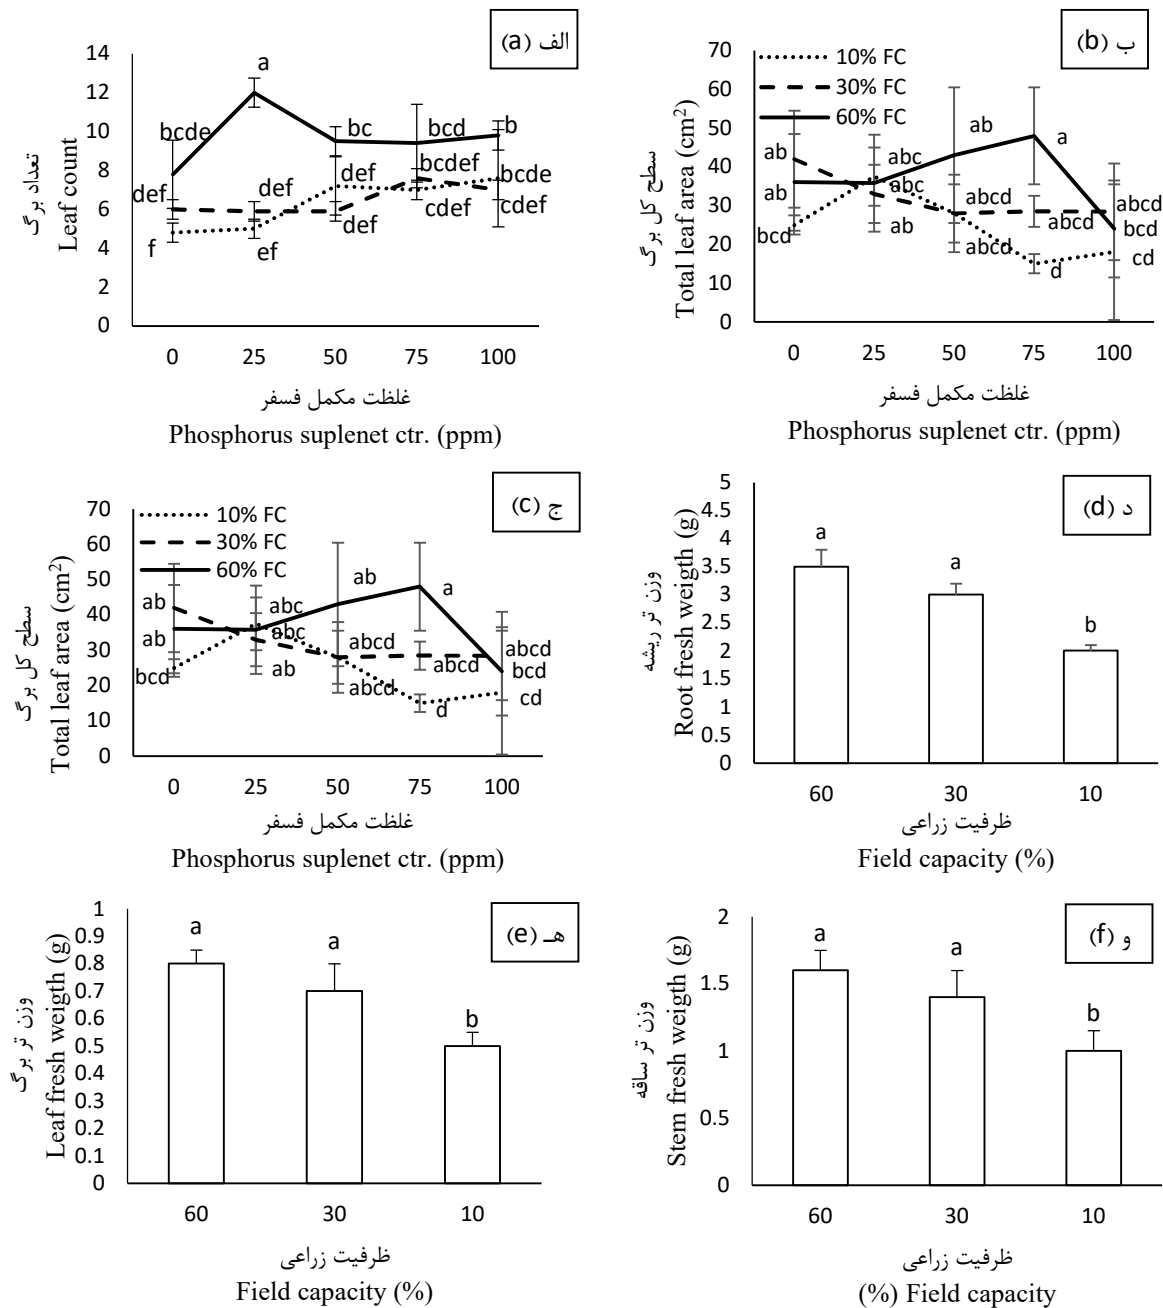 الف (a)
14
12
10
8
6
4
2
0
تعداد برگ
Leaf count
a
bcde
bc
bcd
b
def
def
def
bcdef
bcde
def
cdef
cdef
f
ef
0 25 50 75 100
غلظت مکمل فسفر
Phosphorus suplenet ctr. (ppm)
ب (b)
70
60
50
40
30
20
10
0
سطح کل برگ
Total leaf area (cm²)
10% FC
30% FC
60% FC
ab
abc
ab
a
ab
abc
abcd
abcd
abcd
bcd
ab
abcd
d
bcd
cd
0 25 50 75 100
غلظت مکمل فسفر
Phosphorus suplenet ctr. (ppm)
ج (c)
70
60
50
40
30
20
10
0
سطح کل برگ
Total leaf area (cm²)
10% FC
30% FC
60% FC
ab
abc
ab
a
ab
abc
abcd
abcd
abcd
bcd
ab
abcd
d
bcd
cd
0 25 50 75 100
غلظت مکمل فسفر
Phosphorus suplenet ctr. (ppm)
د (d)
5
4.5
4
3.5
3
2.5
2
1.5
1
0.5
0
وزن تر ریشه
Root fresh weigth (g)
a
a
b
60 30 10
ظرفیت زراعی
Field capacity (%)
هـ (e)
1
0.9
0.8
0.7
0.6
0.5
0.4
0.3
0.2
0.1
0
وزن تر برگ
Leaf fresh weigth (g)
a
a
b
60 30 10
ظرفیت زراعی
Field capacity (%)
و (f)
2
1.5
1
0.5
0
وزن تر ساقه
Stem fresh weigth (g)
a
a
b
60 30 10
ظرفیت زراعی
(%) Field capacity